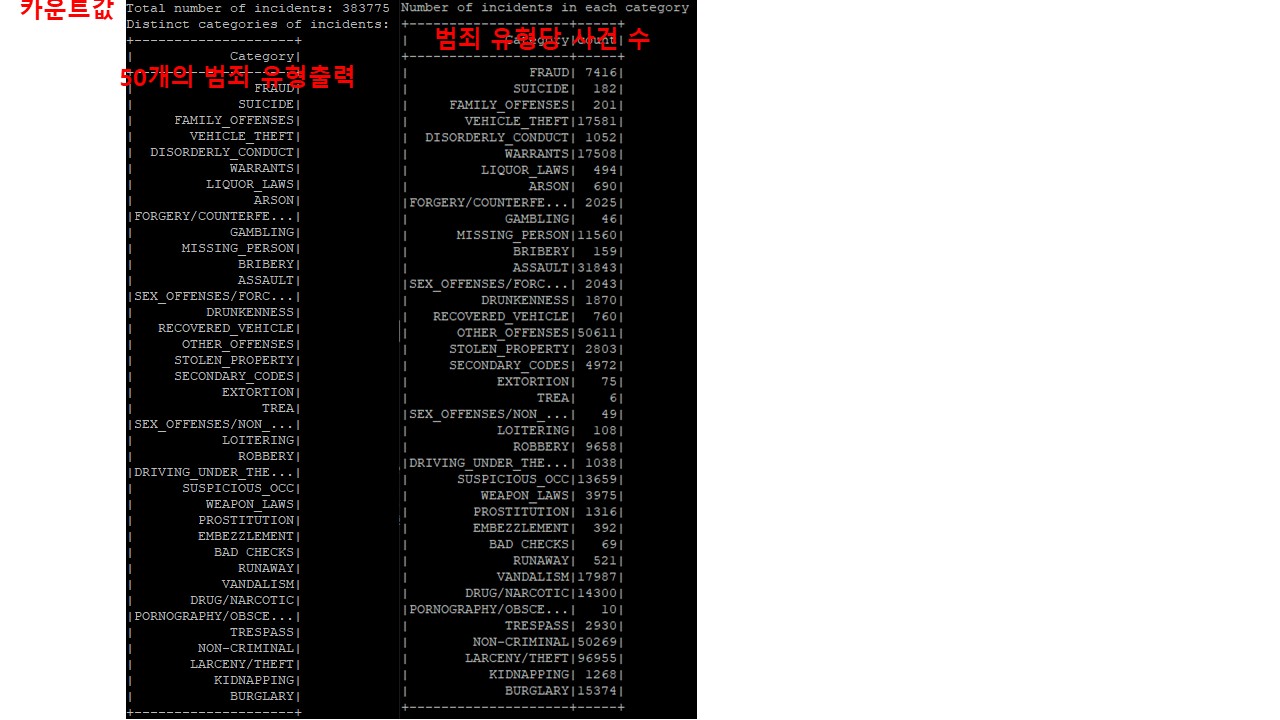 카운트값
Total number of incidents: 383775
Distinct categories of incidents:
+--------------------+
| Category|
50개의 범죄 유형출력
+--------------------+
| FRAUD|
| SUICIDE|
| FAMILY_OFFENSES|
| VEHICLE_THEFT|
| DISORDERLY_CONDUCT|
| WARRANTS|
| LIQUOR_LAWS|
| ARSON|
|FORGERY/COUNTERFE...|
| GAMBLING|
| MISSING_PERSON|
| BRIBERY|
| ASSAULT|
|SEX_OFFENSES/FORC...|
| DRUNKENNESS|
| RECOVERED_VEHICLE|
| OTHER_OFFENSES|
| STOLEN_PROPERTY|
| SECONDARY_CODES|
| EXTORTION|
| TREA|
|SEX_OFFENSES/NON_...|
| LOITERING|
| ROBBERY|
|DRIVING_UNDER_THE...|
| SUSPICIOUS_OCC|
| WEAPON_LAWS|
| PROSTITUTION|
| EMBEZZLEMENT|
| BAD CHECKS|
| RUNAWAY|
| VANDALISM|
| DRUG/NARCOTIC|
|PORNOGRAPHY/OBSCE...|
| TRESPASS|
| NON-CRIMINAL|
| LARCENY/THEFT|
| KIDNAPPING|
| BURGLARY|
+--------------------+
Number of incidents in each category
+--------------------+-----+
범죄 유형당 사건 수
| Category|count|
+--------------------+-----+
| FRAUD| 7416|
| SUICIDE| 182|
| FAMILY_OFFENSES| 201|
| VEHICLE_THEFT|17581|
| DISORDERLY_CONDUCT| 1052|
| WARRANTS|17508|
| LIQUOR_LAWS| 494|
| ARSON| 690|
|FORGERY/COUNTERFE...| 2025|
| GAMBLING| 46|
| MISSING_PERSON|11560|
| BRIBERY| 159|
| ASSAULT|31843|
|SEX_OFFENSES/FORC...| 2043|
| DRUNKENNESS| 1870|
| RECOVERED_VEHICLE| 760|
| OTHER_OFFENSES|50611|
| STOLEN_PROPERTY| 2803|
| SECONDARY_CODES| 4972|
| EXTORTION| 75|
| TREA| 6|
|SEX_OFFENSES/NON_...| 49|
| LOITERING| 108|
| ROBBERY| 9658|
|DRIVING_UNDER_THE...| 1038|
| SUSPICIOUS_OCC|13659|
| WEAPON_LAWS| 3975|
| PROSTITUTION| 1316|
| EMBEZZLEMENT| 392|
| BAD CHECKS| 69|
| RUNAWAY| 521|
| VANDALISM|17987|
| DRUG/NARCOTIC|14300|
|PORNOGRAPHY/OBSCE...| 10|
| TRESPASS| 2930|
| NON-CRIMINAL|50269|
| LARCENY/THEFT|96955|
| KIDNAPPING| 1268|
| BURGLARY|15374|
+--------------------+-----+